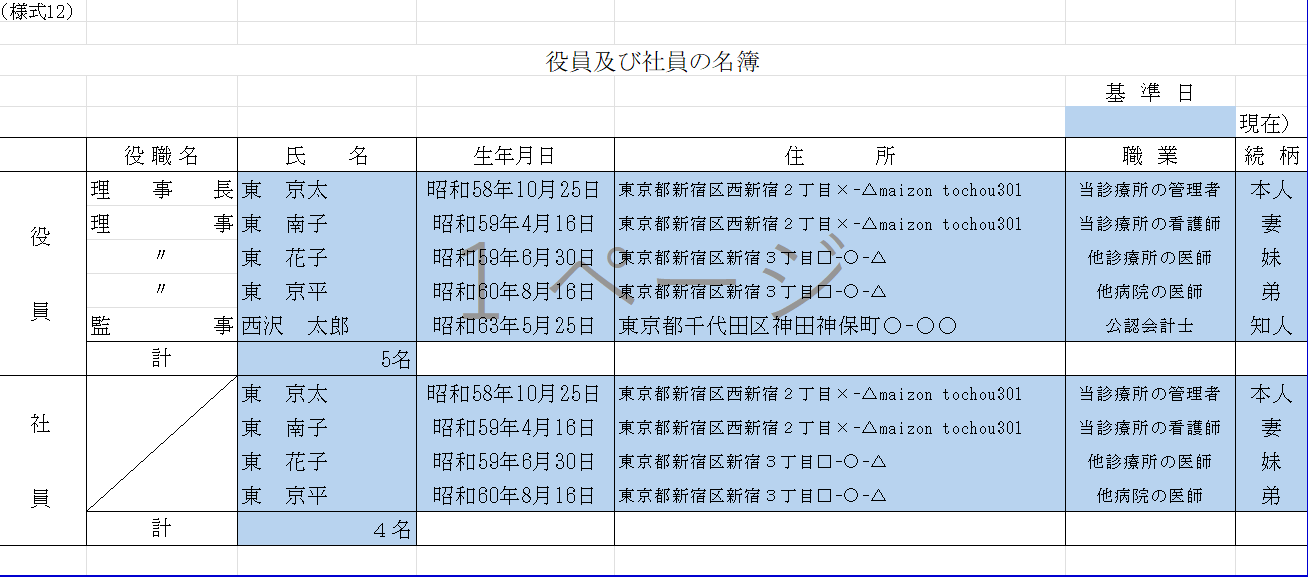 (様式12)
役員及び社員の名簿
基 準 日
現在)
役 職 名 氏 名 生年月日 住 所 職 業 続 柄
役員
理 事 長 東 京太 昭和58年10月25日 東京都新宿区西新宿2丁目×-△maizon tochou301 当診療所の管理者 本人
理 事 東 南子 昭和59年4月16日 東京都新宿区西新宿2丁目×-△maizon tochou301 当診療所の看護師 妻
〃 東 花子 昭和59年6月30日 東京都新宿区新宿3丁目□-○-△ 他診療所の医師 妹
〃 東 京平 昭和60年8月16日 東京都新宿区新宿3丁目□-○-△ 他病院の医師 弟
監 事 西沢 太郎 昭和63年5月25日 東京都千代田区神田神保町○-○○ 公認会計士 知人
計 5名
社員
東 京太 昭和58年10月25日 東京都新宿区西新宿2丁目×-△maizon tochou301 当診療所の管理者 本人
東 南子 昭和59年4月16日 東京都新宿区西新宿2丁目×-△maizon tochou301 当診療所の看護師 妻
東 花子 昭和59年6月30日 東京都新宿区新宿3丁目□-○-△ 他診療所の医師 妹
東 京平 昭和60年8月16日 東京都新宿区新宿3丁目□-○-△ 他病院の医師 弟
計 4名
1 ページ